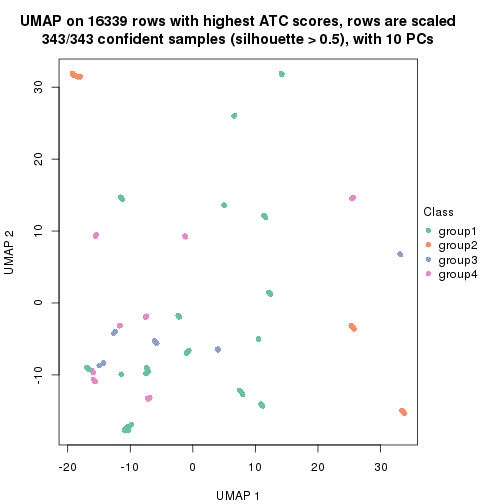 UMAP on 16339 rows with highest ATC scores, rows are scaled
343/343 confident samples (silhouette > 0.5), with 10 PCs
30
20
10
0
-10
UMAP 2
-20
-10
0
10
20
30
UMAP 1
Class
group1
group2
group3
group4